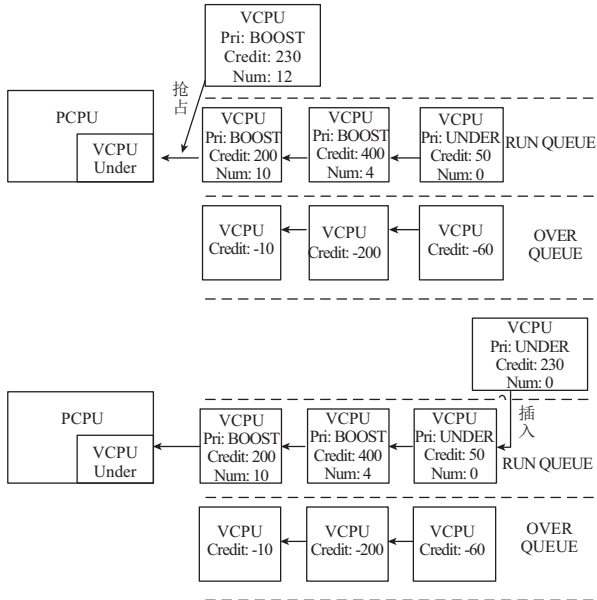 VCPU
Pri: BOOST
Credit: 230
Num: 12
抢
占
PCPU
VCPU
Under
VCPU
Pri: BOOST
Credit: 200
Num: 10
VCPU
Pri: BOOST
Credit: 400
Num: 4
VCPU
Pri: UNDER
Credit: 50
Num: 0
RUN QUEUE
VCPU
Credit: -10
VCPU
Credit: -200
VCPU
Credit: -60
OVER
QUEUE
VCPU
Pri: UNDER
Credit: 230
Num: 0
插
入
PCPU
VCPU
Under
VCPU
Pri: BOOST
Credit: 200
Num: 10
VCPU
Pri: BOOST
Credit: 400
Num: 4
VCPU
Pri: UNDER
Credit: 50
Num: 0
RUN QUEUE
VCPU
Credit: -10
VCPU
Credit: -200
VCPU
Credit: -60
OVER
QUEUE